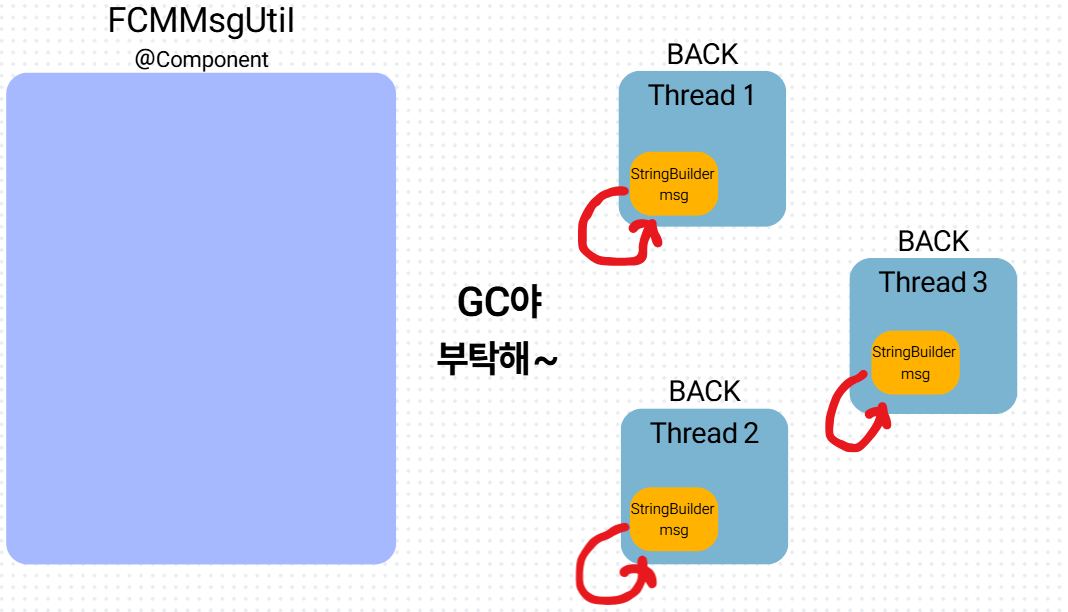 FCMMsgUtil
@Component
BACK
Thread 1
StringBuilder
msg
BACK
Thread 3
StringBuilder
msg
GC야
부탁해~
BACK
Thread 2
StringBuilder
msg